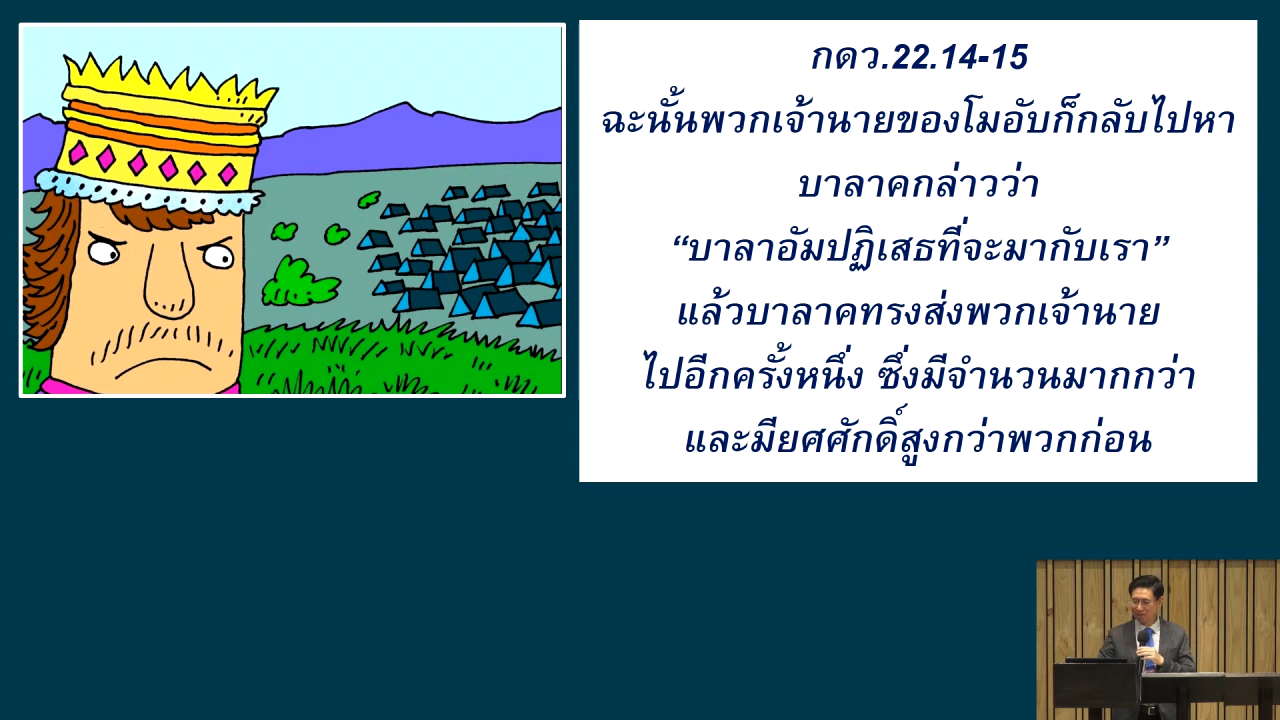 กดว.22.14-15
ฉะนั้นพวกเจ้านายของโมอับก็กลับไปหา
บาลาคกล่าวว่า
“บาลาอัมปฏิเสธที่จะมากับเรา”
แล้วบาลาคทรงส่งพวกเจ้านาย
ไปอีกครั้งหนึ่ง ซึ่งมีจำนวนมากกว่า
และมียศศักดิ์สูงกว่าพวกก่อน